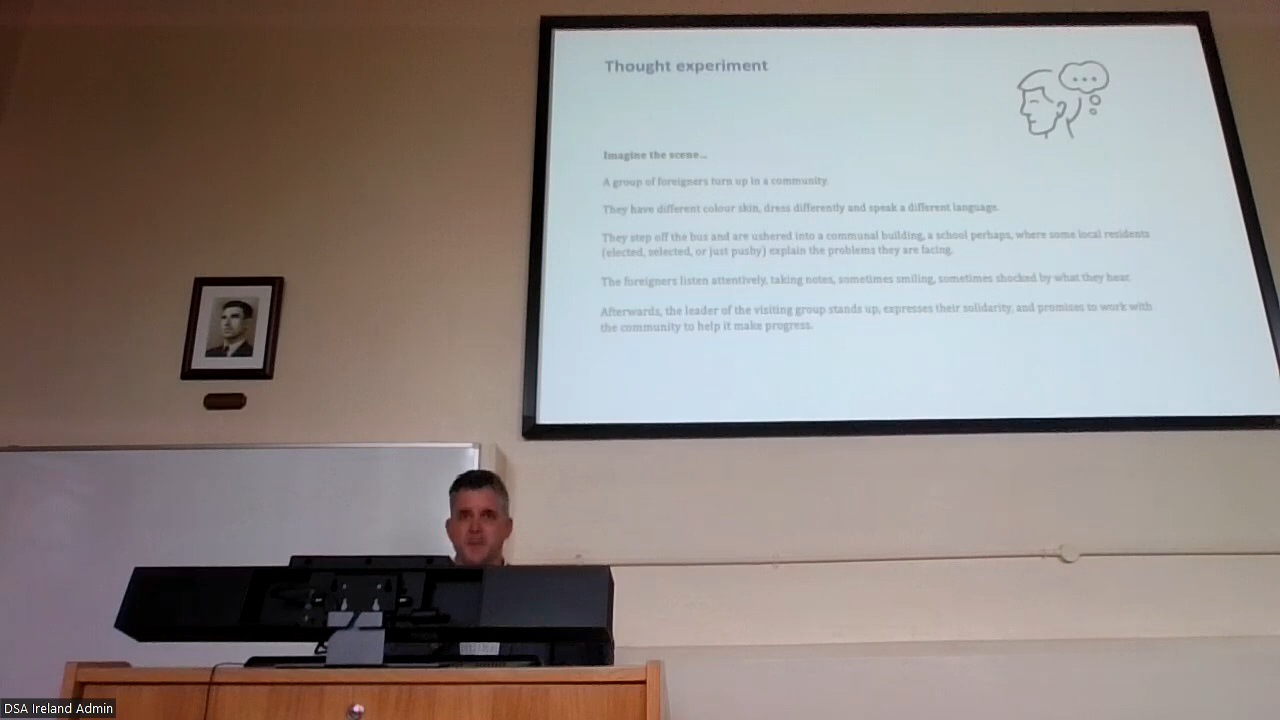 Thought experiment
Imagine the scene...
A group of foreigners turn up in a community.
They have different colour skin, dress differently and speak a different language.
They step off the bus and are ushered into a communal building, a school perhaps, where some local residents
(elected, selected, or just pushy) explain the problems they are facing.
The foreigners listen attentively, taking notes, sometimes smiling, sometimes shocked by what they hear.
Afterwards, the leader of the visiting group stands up, expresses their solidarity, and promises to work with
the community to help it make progress.
DSA Ireland Admin